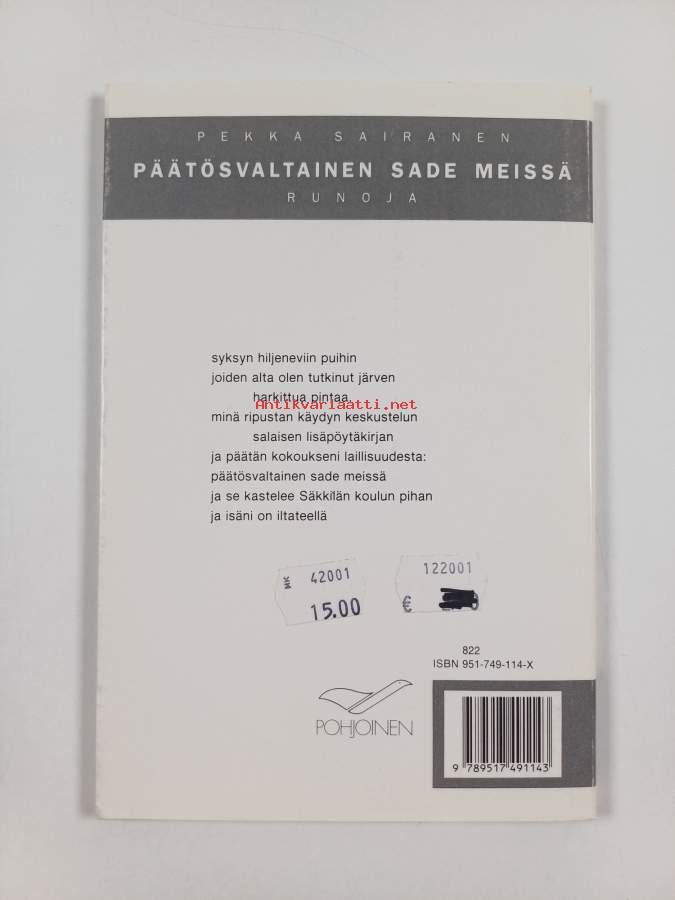 PEKKA SAIRANEN
PÄÄTÖSVALTAINEN SADE MEISSÄ
RUNOJA
syksyn hiljeneviin puihin
joiden alta olen tutkinut järven
harkittua pintaa
Antikvariaatti.net
minä ripustan käydyn keskustelun
salaisen lisäpöytäkirjan
ja päätän kokoukseni laillisuudesta:
päätösvaltainen sade meissä
ja se kastelee Säkkilän koulun pihan
ja isäni on iltateellä
MK 42001
15.00
122001
€
822
ISBN 951-749-114-X
POHJOINEN
9 789517 491143